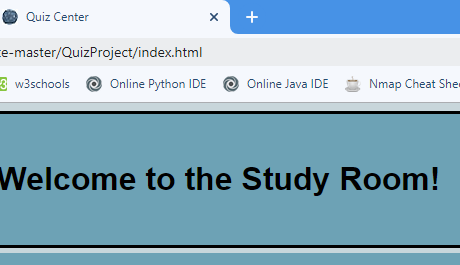 Quiz Center
e-master/QuizProject/index.html
w3schools Online Python IDE Online Java IDE Nmap Cheat Shee
Welcome to the Study Room!